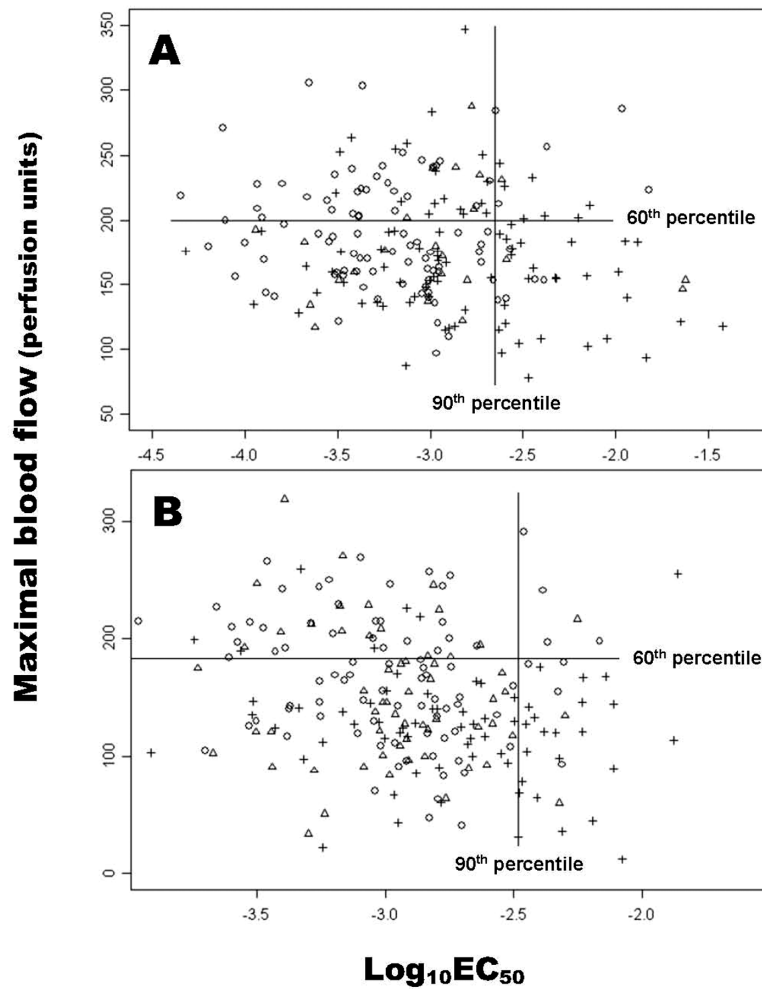 Maximal blood flow (perfusion units)
A
350
300
250
200
150
100
50
60th percentile
90th percentile
-4.5 -4.0 -3.5 -3.0 -2.5 -2.0 -1.5
B
300
200
100
0
60th percentile
90th percentile
-3.5 -3.0 -2.5 -2.0
Log10EC50